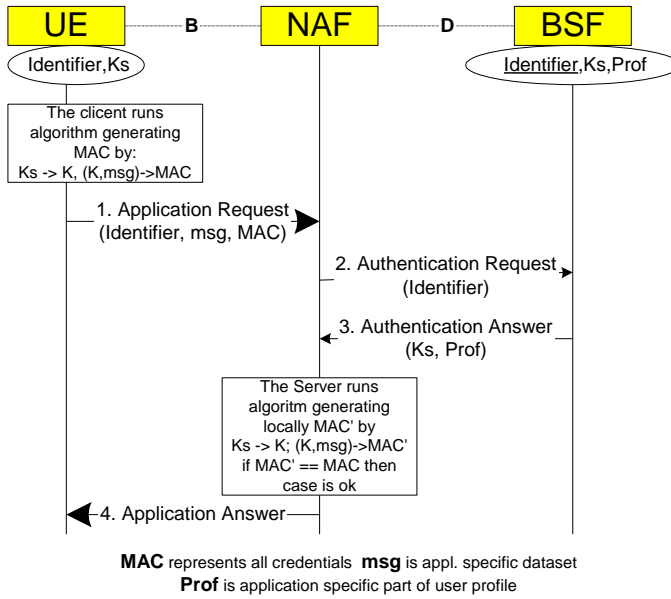 UE B NAF D BSF
Identifier,Ks
Identifier,Ks,Prof
The clicent runs
algorithm generating
MAC by:
Ks -> K, (K,msg)->MAC
1. Application Request
(Identifier, msg, MAC)
2. Authentication Request
(Identifier)
3. Authentication Answer
(Ks, Prof)
The Server runs
algoritm generating
locally MAC' by
Ks -> K; (K,msg)->MAC'
if MAC' == MAC then
case is ok
4. Application Answer
MAC represents all credentials msg is appl. specific dataset
Prof is application specific part of user profile